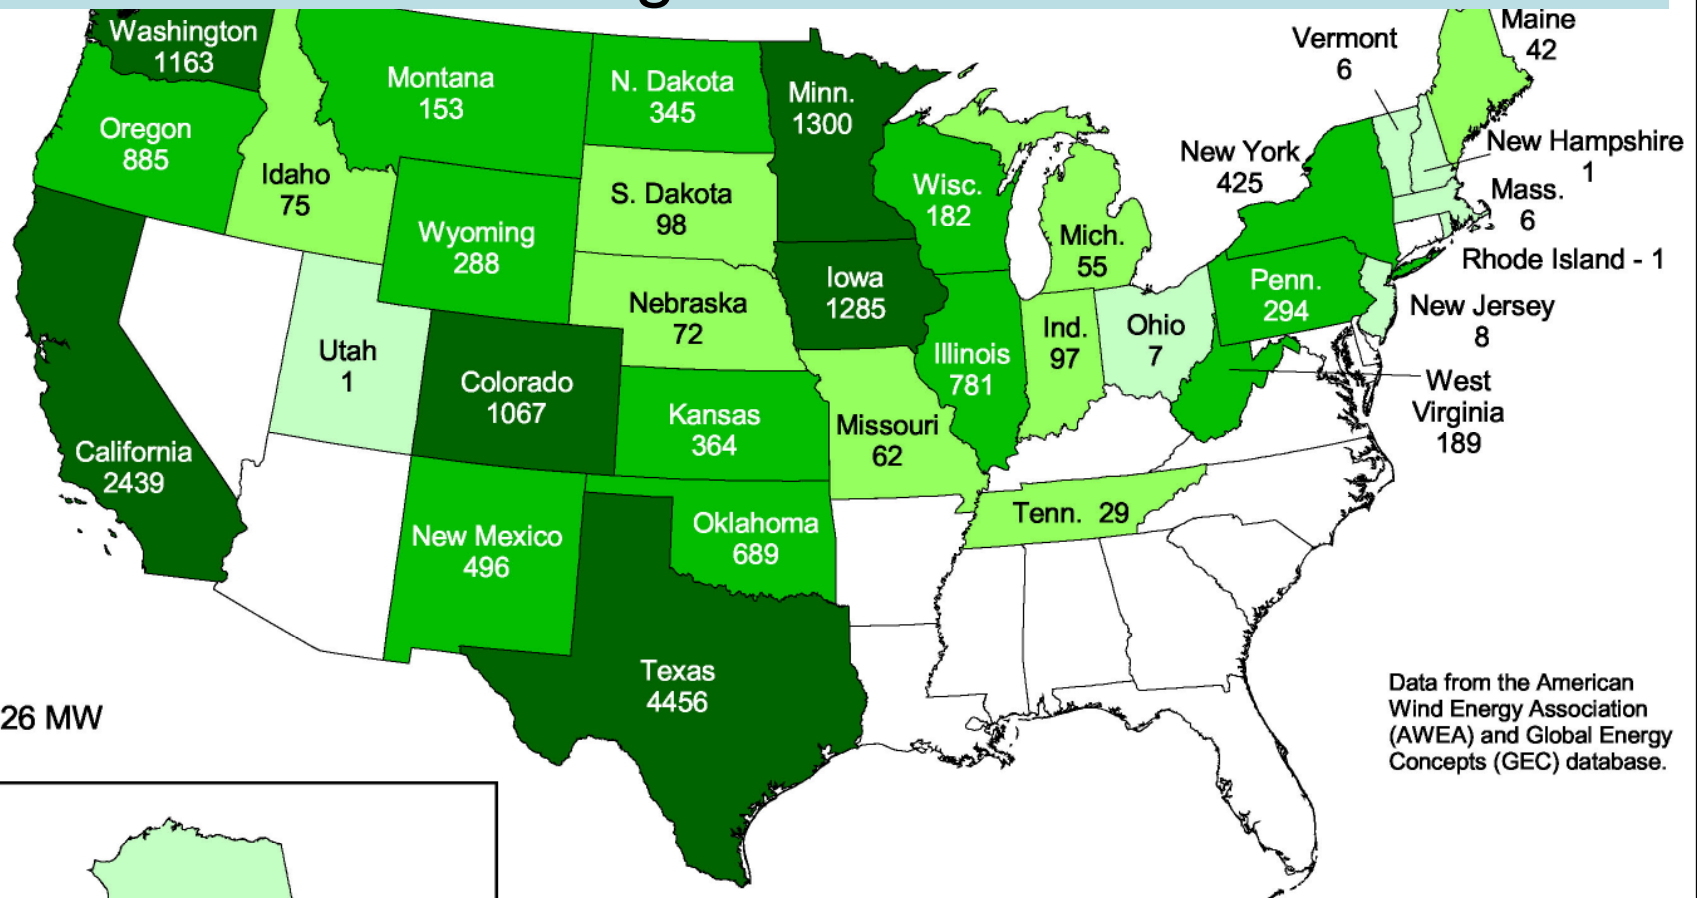 Washington
1163
Montana
153
N. Dakota
345
Minn.
1300
Vermont
6
Maine
42
Oregon
885
Idaho
75
Wyoming
288
S. Dakota
98
Wisc.
182
Mich.
55
New York
425
New Hampshire
1
Mass.
6
Rhode Island - 1
Nebraska
72
Iowa
1285
Illinois
781
Ind.
97
Ohio
7
Penn.
294
New Jersey
8
West
Virginia
189
Utah
1
Colorado
1067
Kansas
364
Missouri
62
California
2439
New Mexico
496
Oklahoma
689
Tenn. 29
Texas
4456
26 MW
Data from the American
Wind Energy Association
(AWEA) and Global Energy
Concepts (GEC) database.